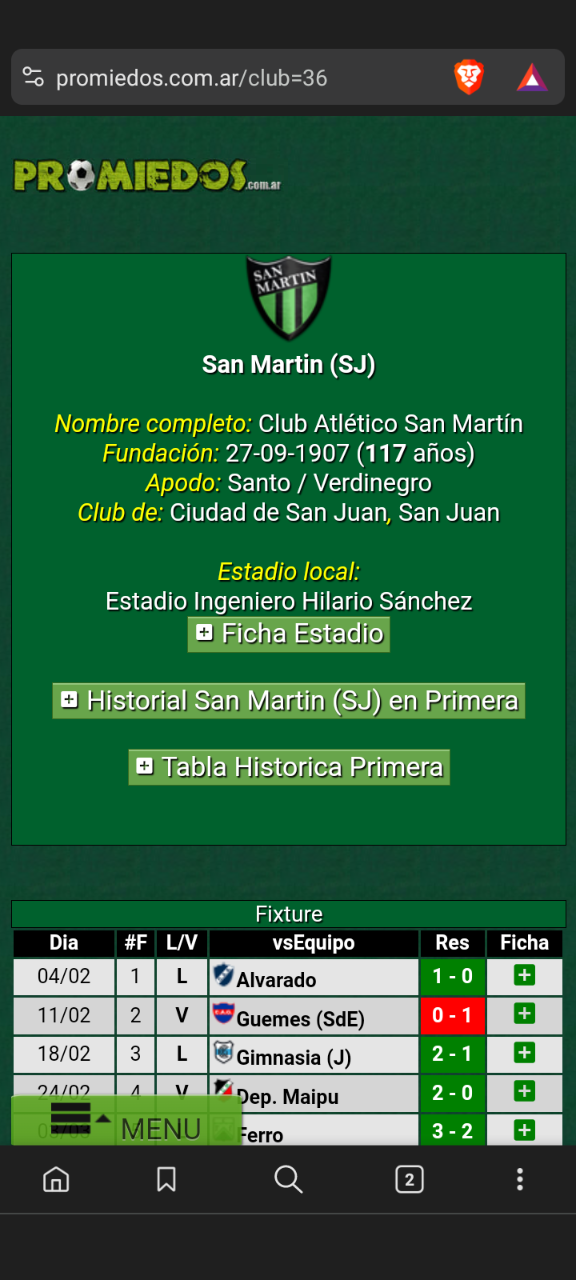 promiedos.com.ar/club=36
PROMIEDOS.com.ar
SAN MARTIN
San Martin (SJ)
Nombre completo: Club Atlético San Martín
Fundación: 27-09-1907 (117 años)
Apodo: Santo / Verdinegro
Club de: Ciudad de San Juan, San Juan
Estadio local:
Estadio Ingeniero Hilario Sánchez
Ficha Estadio
Historial San Martin (SJ) en Primera
Tabla Historica Primera
Fixture
Dia #F L/V vsEquipo Res Ficha
04/02 1 L Alvarado 1 - 0
11/02 2 V Guemes (SdE) 0 - 1
18/02 3 L Gimnasia (J) 2 - 1
24/02 4 V Dep. Maipu 2 - 0
Ferro 3 - 2
MENU
2